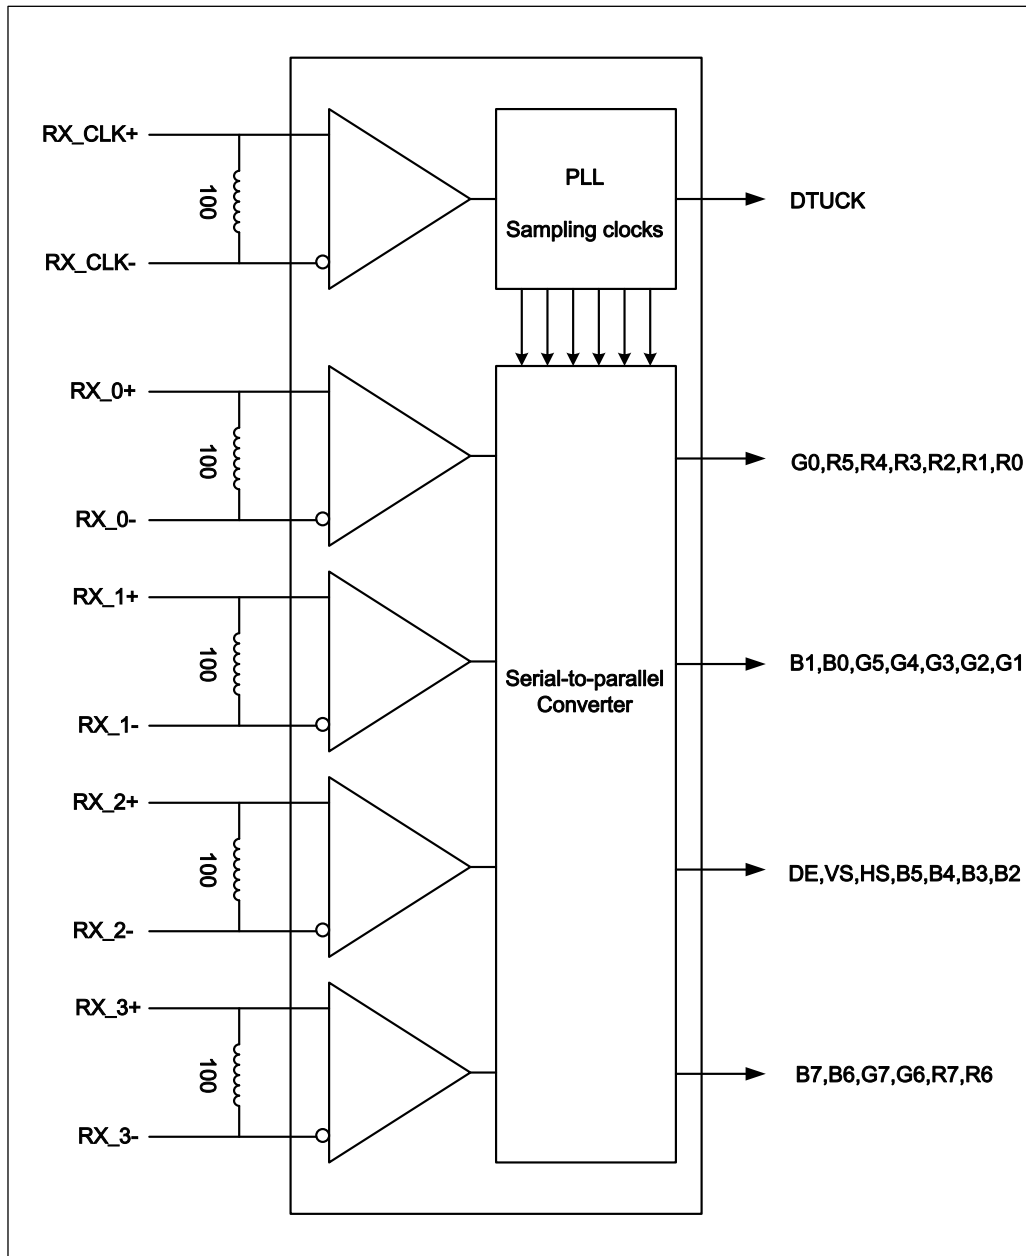 RX_CLK+
100
RX_CLK-
PLL
Sampling clocks
DTUCK
RX_0+
100
RX_0-
G0,R5,R4,R3,R2,R1,R0
RX_1+
100
RX_1-
Serial-to-parallel
Converter
B1,B0,G5,G4,G3,G2,G1
RX_2+
100
RX_2-
DE,VS,HS,B5,B4,B3,B2
RX_3+
100
RX_3-
B7,B6,G7,G6,R7,R6